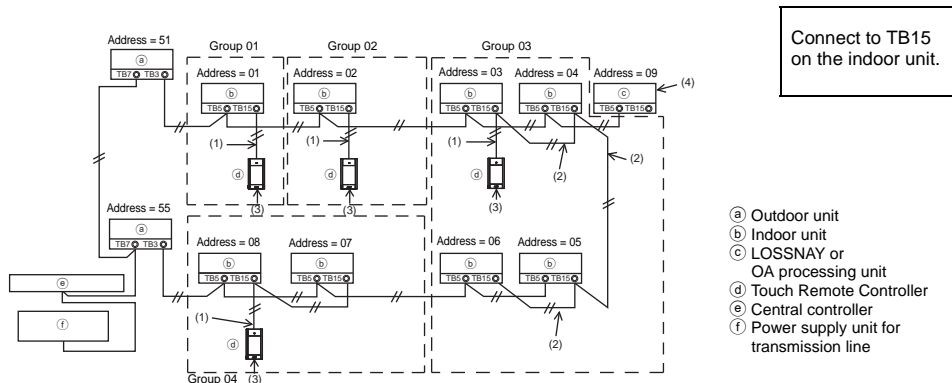 Connect to TB15
on the indoor unit.
Group 01
Group 02
Group 03
Address = 51
ⓐ
TB7 TB3
Address = 01
ⓑ
TB5 TB15
Address = 02
ⓑ
TB5 TB15
Address = 03
ⓑ
TB5 TB15
Address = 04
ⓑ
TB5 TB15
Address = 09
ⓒ
TB5 TB15
(4)
(1)
(1)
(1)
(2)
(2)
ⓓ
ⓓ
ⓓ
(3)
(3)
(3)
Address = 55
ⓐ
TB7 TB3
Address = 08
ⓑ
TB5 TB15
Address = 07
ⓑ
TB5 TB15
Address = 06
ⓑ
TB5 TB15
Address = 05
ⓑ
TB5 TB15
ⓔ
ⓕ
(1)
(2)
ⓓ
Group 04
(3)
ⓐ Outdoor unit
ⓑ Indoor unit
ⓒ LOSSNAY or
OA processing unit
ⓓ Touch Remote Controller
ⓔ Central controller
ⓕ Power supply unit for
transmission line